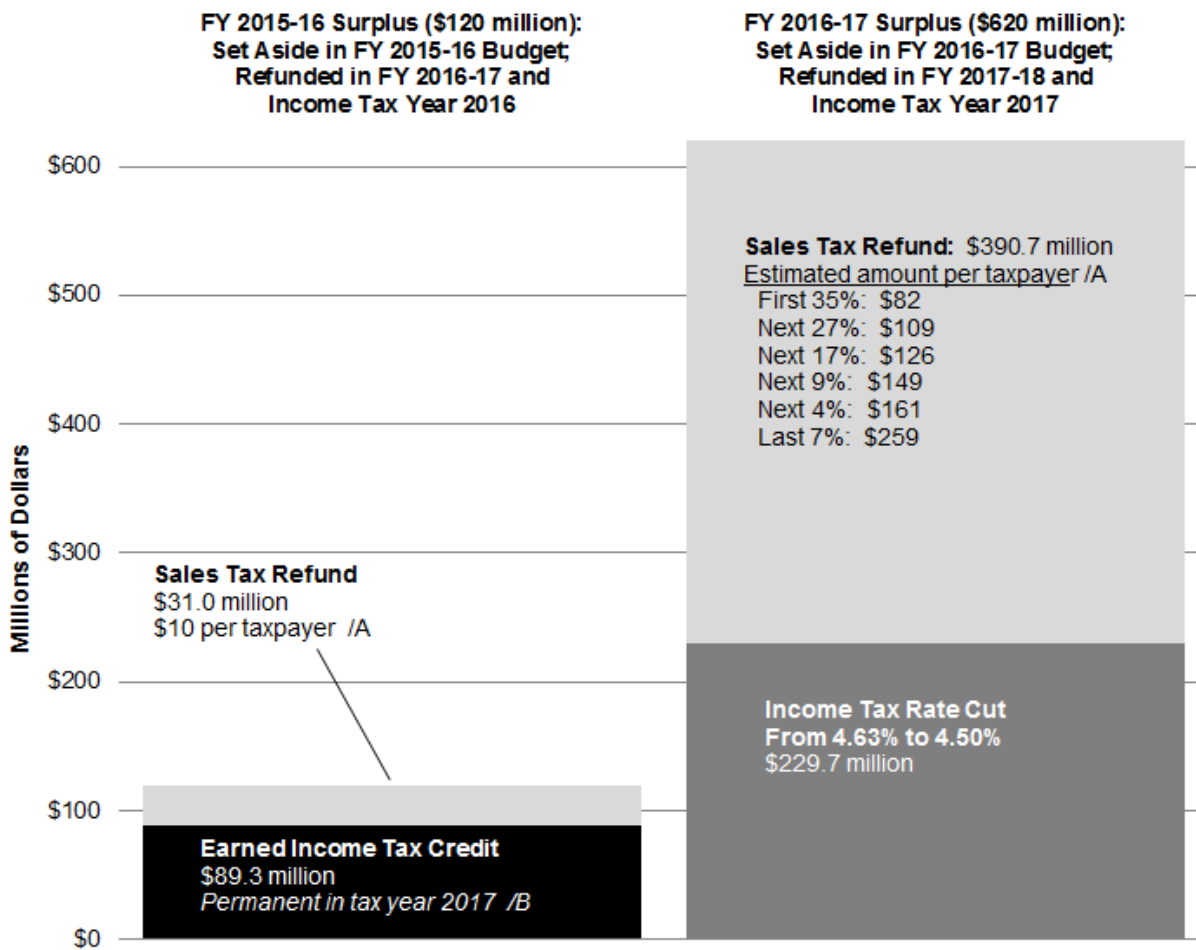 FY 2015-16 Surplus ($120 million):
Set Aside in FY 2015-16 Budget;
Refunded in FY 2016-17 and
Income Tax Year 2016
FY 2016-17 Surplus ($620 million):
Set Aside in FY 2016-17 Budget;
Refunded in FY 2017-18 and
Income Tax Year 2017
Millions of Dollars
$600
$500
$400
$300
$200
$100
$0
Sales Tax Refund
$31.0 million
$10 per taxpayer /A
Earned Income Tax Credit
$89.3 million
Permanent in tax year 2017 /B
Sales Tax Refund: $390.7 million
Estimated amount per taxpayer /A
First 35%: $82
Next 27%: $109
Next 17%: $126
Next 9%: $149
Next 4%: $161
Last 7%: $259
Income Tax Rate Cut
From 4.63% to 4.50%
$229.7 million